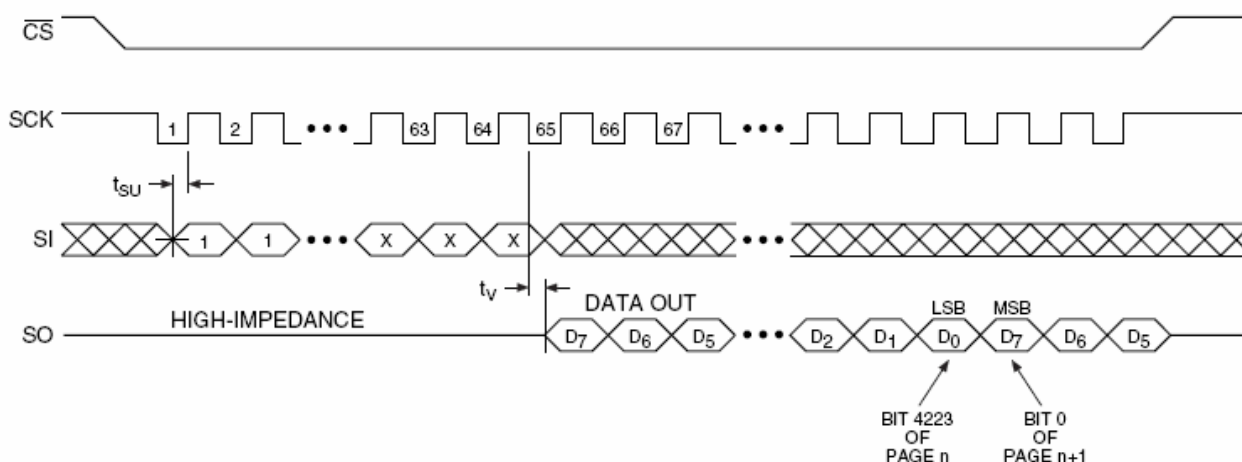 CS
SCK 1 2 ••• 63 64 65 66 67 •••
tSU
SI 1 1 ••• X X X •••
tV
DATA OUT
HIGH-IMPEDANCE
LSB MSB
SO D7 D6 D5 ••• D2 D1 D0 D7 D6 D5
BIT 4223 BIT 0
OF OF
PAGE n PAGE n+1